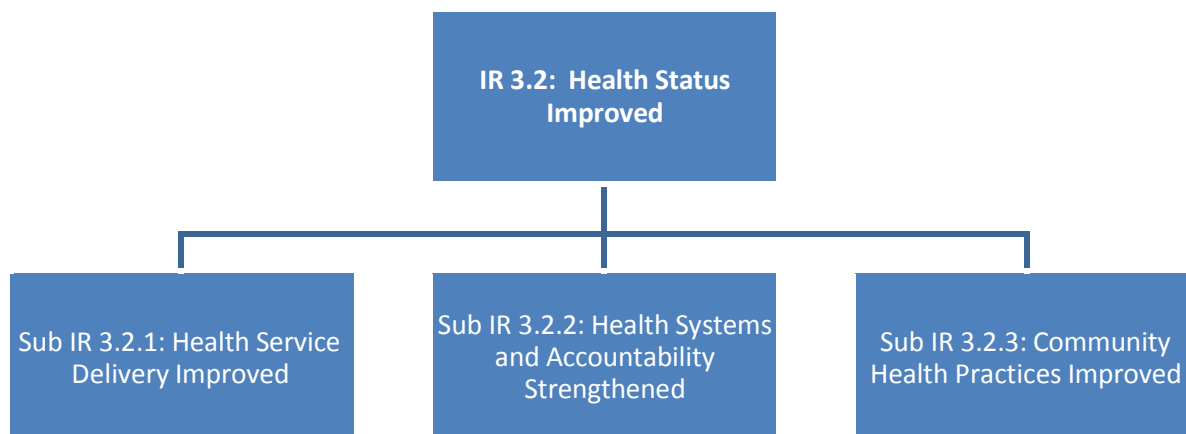 IR 3.2:  Health Status
Improved
Sub IR 3.2.1: Health Service
Delivery Improved
Sub IR 3.2.2: Health Systems
and Accountability
Strengthened
Sub IR 3.2.3: Community
Health Practices Improved